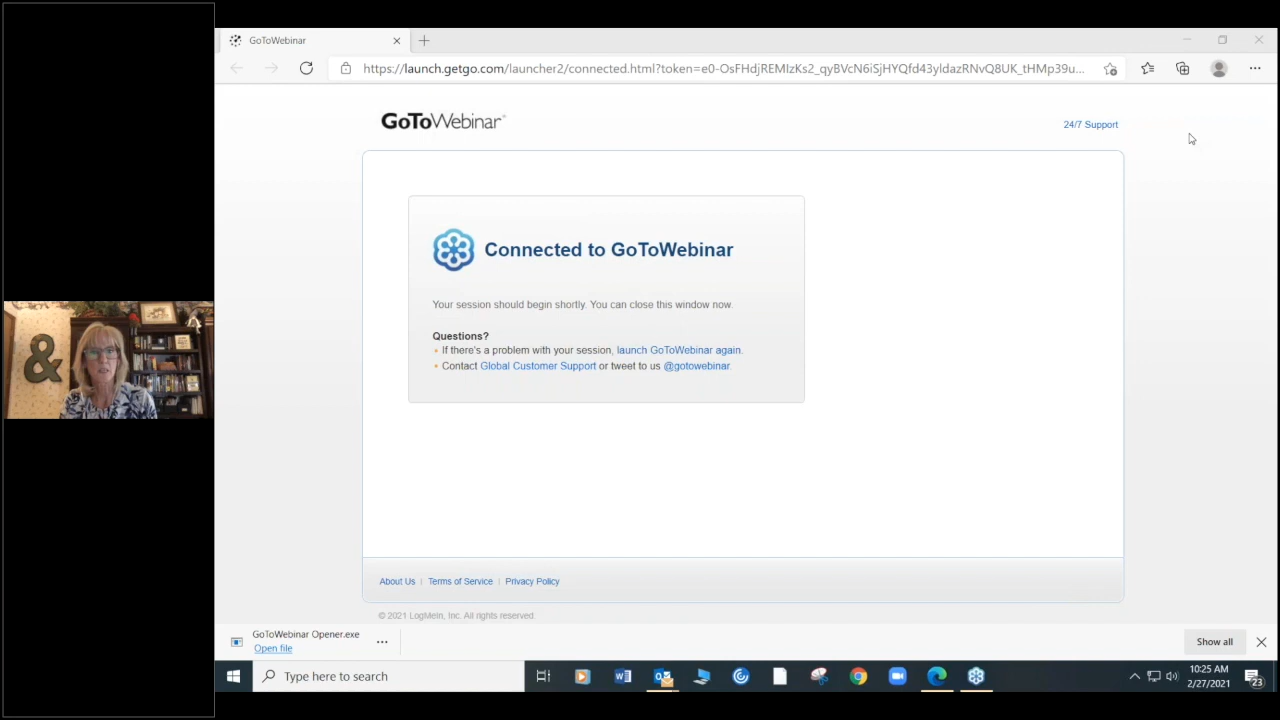 GoToWebinar
https://launch.getgo.com/launcher2/connected.html?token=e0-OsFHdjREMIzKs2_qyBVcN6iSjHYQfd43yldazRNvQ8UK_tHMp39u...
GoToWebinar
24/7 Support
Connected to GoToWebinar
Your session should begin shortly. You can close this window now.
Questions?
If there's a problem with your session, launch GoToWebinar again.
Contact Global Customer Support or tweet to us @gotowebinar.
About Us | Terms of Service | Privacy Policy
© 2021 LogMeIn, Inc. All rights reserved.
GoToWebinar Opener.exe
Open file
Show all
Type here to search
10:25 AM
2/27/2021
23
&